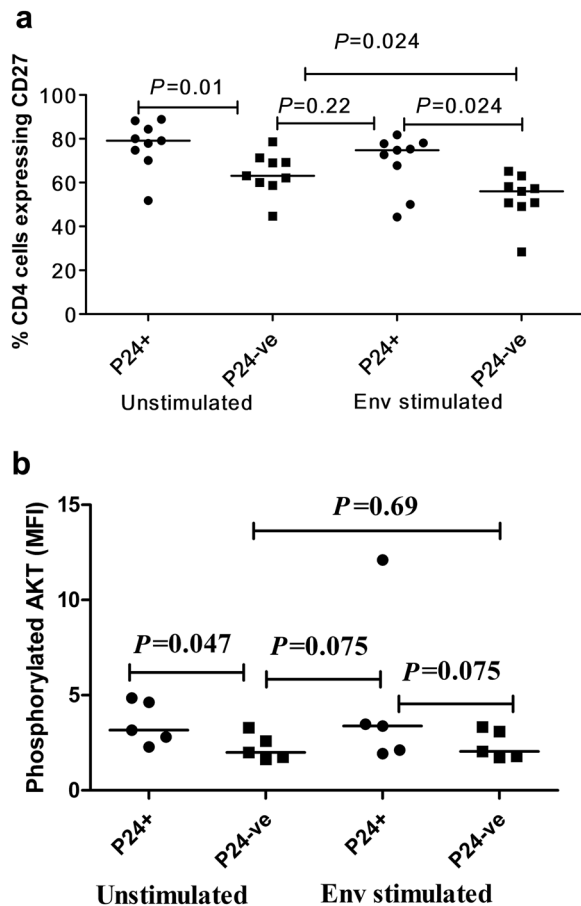 a
P=0.024
P=0.01
P=0.22
P=0.024
% CD4 cells expressing CD27
100
80
60
40
20
0
P24+
P24-ve
P24+
P24-ve
Unstimulated
Env stimulated
b
Phosphorylated AKT (MFI)
15
10
5
0
P=0.69
P=0.047
P=0.075
P=0.075
P24+
P24-ve
P24+
P24-ve
Unstimulated
Env stimulated